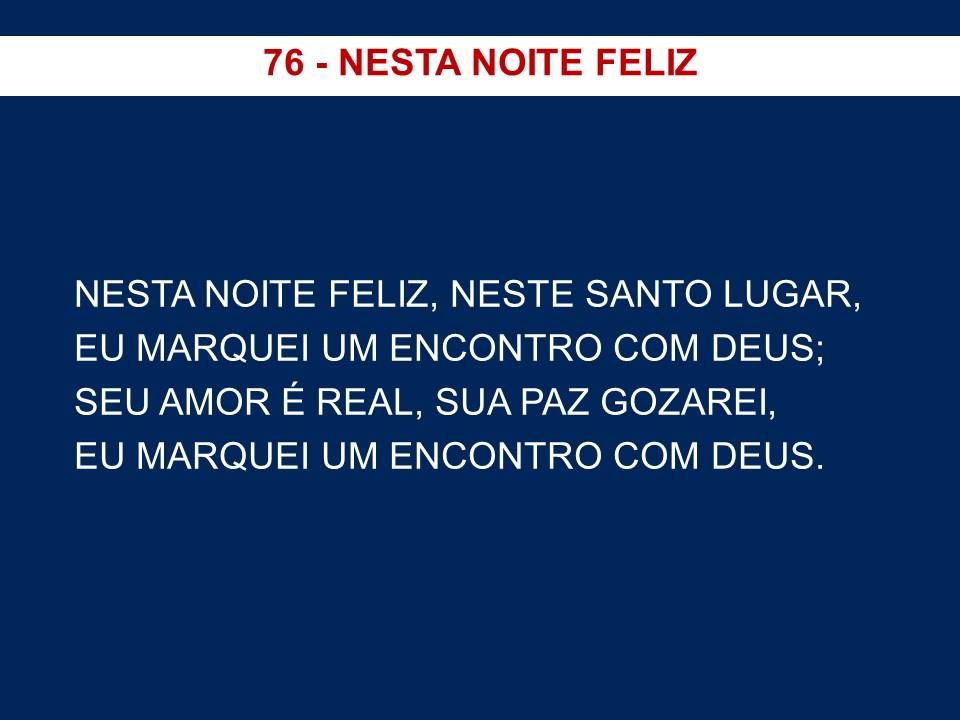 76 - NESTA NOITE FELIZ
NESTA NOITE FELIZ, NESTE SANTO LUGAR,
EU MARQUEI UM ENCONTRO COM DEUS;
SEU AMOR É REAL, SUA PAZ GOZAREI,
EU MARQUEI UM ENCONTRO COM DEUS.